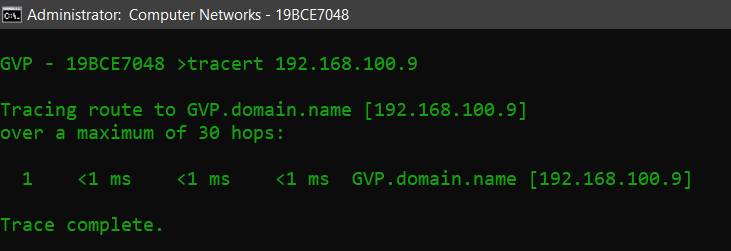 Administrator: Computer Networks - 19BCE7048
GVP - 19BCE7048 >tracert 192.168.100.9
Tracing route to GVP.domain.name [192.168.100.9]
over a maximum of 30 hops:
1    <1 ms    <1 ms    <1 ms  GVP.domain.name [192.168.100.9]
Trace complete.